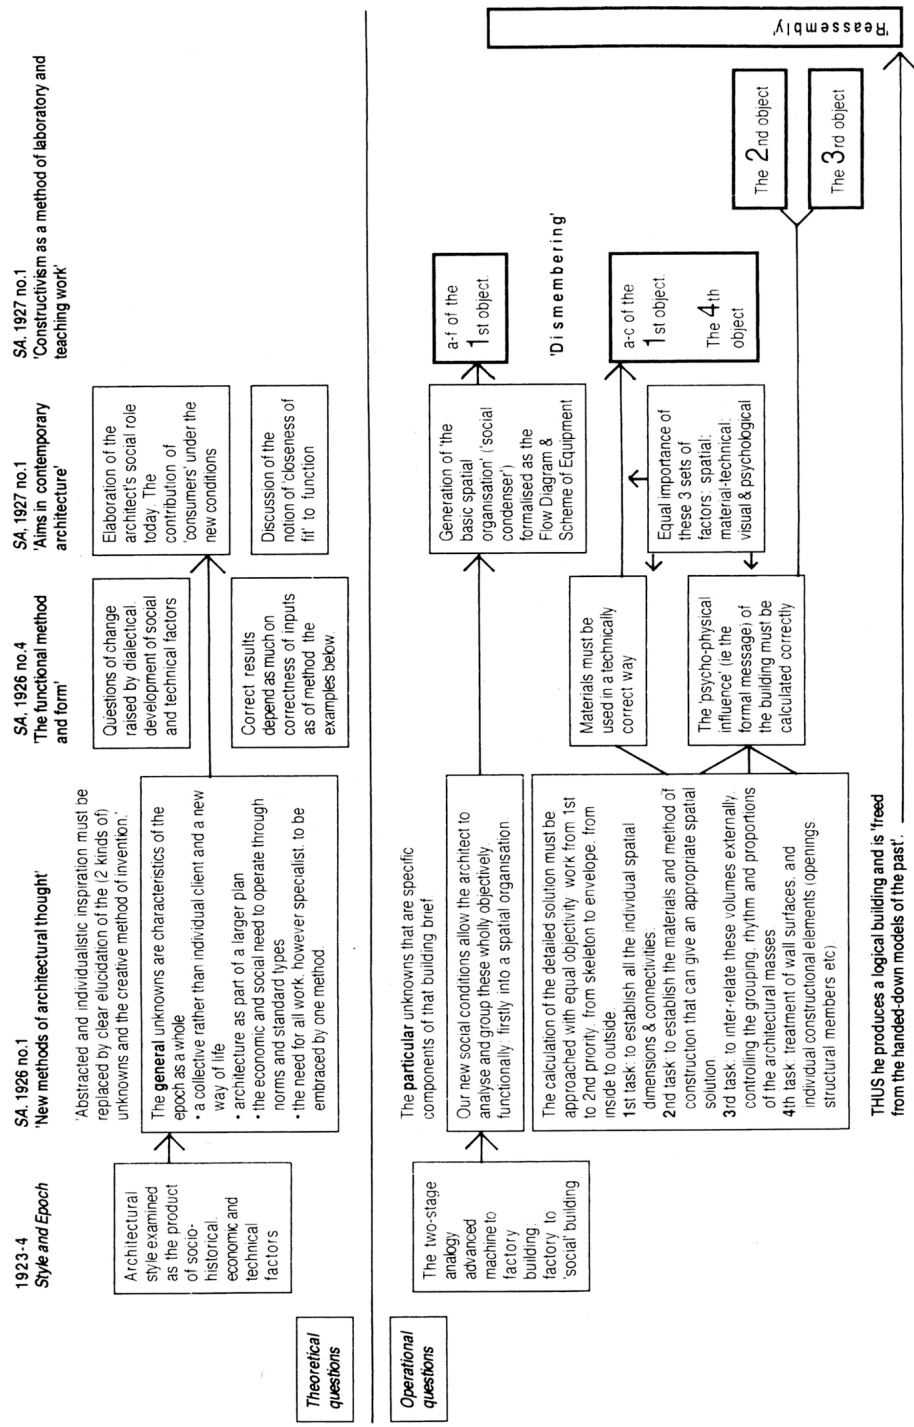 1923-4
Style and Epoch
SA. 1926 no.1
'New methods of architectural thought'
SA. 1926 no.4
'The functional method
and form'
SA, 1927 no.1
'Aims in contemporary
architecture'
SA. 1927 no.1
'Constructivism as a method of laboratory and
teaching work'
Theoretical
questions
Architectural
style examined
as the product
of socio-
historical.
economic and
technical
factors
'Abstracted and individualistic inspiration must be
replaced by clear elucidation of the (2 kinds of)
unknowns and the creative method of invention.'
The general unknowns are characteristics of the
epoch as a whole
• a collective rather than individual client and a new
way of life
• architecture as part of a larger plan
• the economic and social need to operate through
norms and standard types
• the need for all work. however specialist. to be
embraced by one method.
Questions of change
raised by dialectical.
development of social
and technical factors
Correct results
depend as much on
correctness of inputs
as of method the
examples below.
Elaboration of the
architect's social role
today. The
contribution of
'consumers' under the
new conditions
Discussion of the
notion of 'closeness of
fit' to function
Operational
questions
The two-stage
analogy
advanced
machine to
factory
building.
factory to
'social' building
The particular unknowns that are specific
components of that building brief
Our new social conditions allow the architect to
analyse and group these wholly objectively.
functionally; firstly into a spatial organisation.
The calculation of the detailed solution must be
approached with equal objectivity work from 1st
to 2nd priority. from skeleton to envelope. from
inside to outside.
1st task: to establish all the individual spatial
dimensions & connectivities.
2nd task: to establish the materials and method of
construction that can give an appropriate spatial
solution
3rd task: to inter-relate these volumes externally.
controlling the grouping, rhythm and proportions
of the architectural masses
4th task: treatment of wall surfaces. and
individual constructional elements (openings.
structural members etc).
Materials must be
used in a technically
correct way
The 'psycho-physical
influence' (ie the
formal message) of
the building must be
calculated correctly
Generation of 'the
basic spatial
organisation' ('social
condenser')
formalised as the
Flow Diagram &
Scheme of Equipment
Equal importance of
these 3 sets of
factors: spatial:
material-technical:
visual & psychological
a-f of the
1st object.
'Dismembering'
a-c of the
1st object.
The 4th
object
The 2nd object
The 3rd object
'Reassembly'
THUS he produces a logical building and is 'freed
from the handed-down models of the past'.